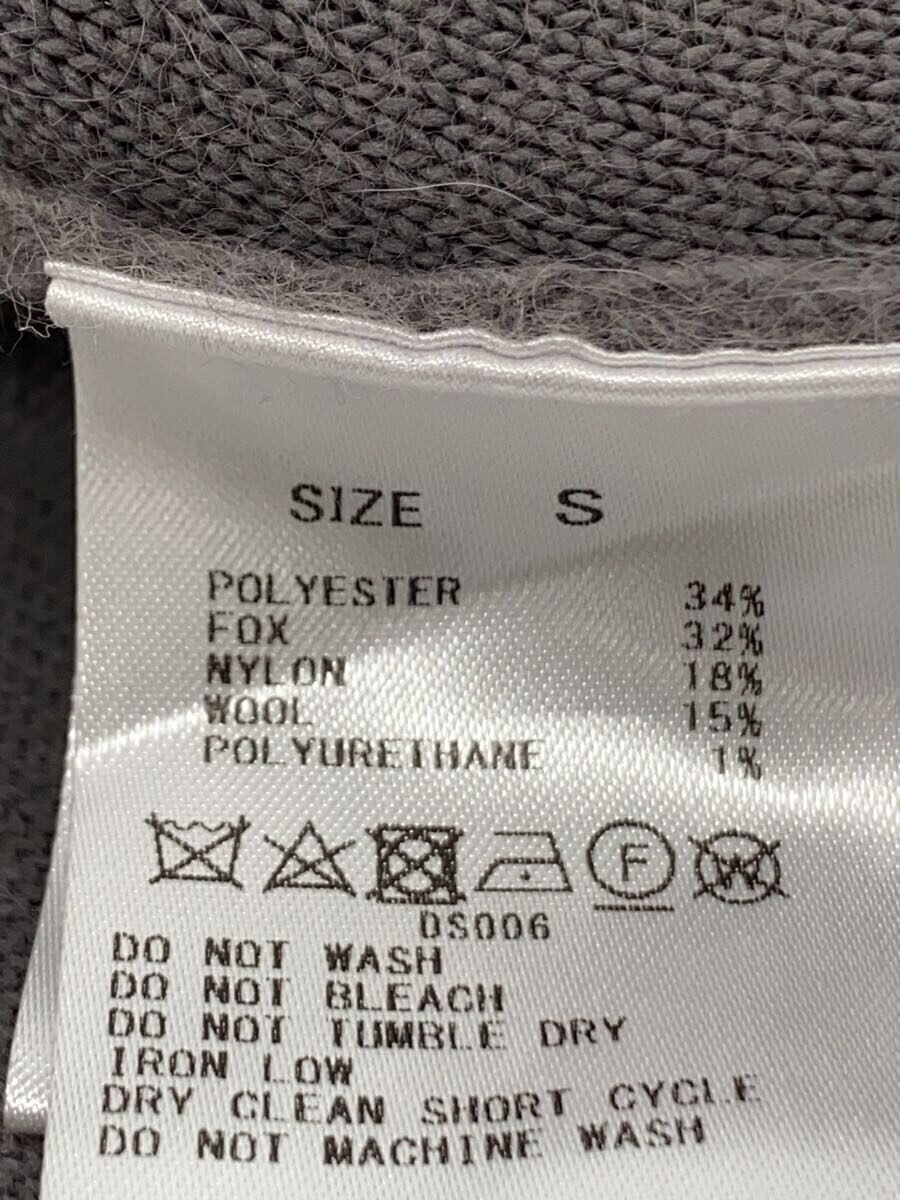 SIZE S
POLYESTER 34%
FOX 32%
NYLON 18%
WOOL 15%
POLYURETHANE 1%
F W
DS006
DO NOT WASH
DO NOT BLEACH
DO NOT TUMBLE DRY
IRON LOW
DRY CLEAN SHORT CYCLE
DO NOT MACHINE WASH